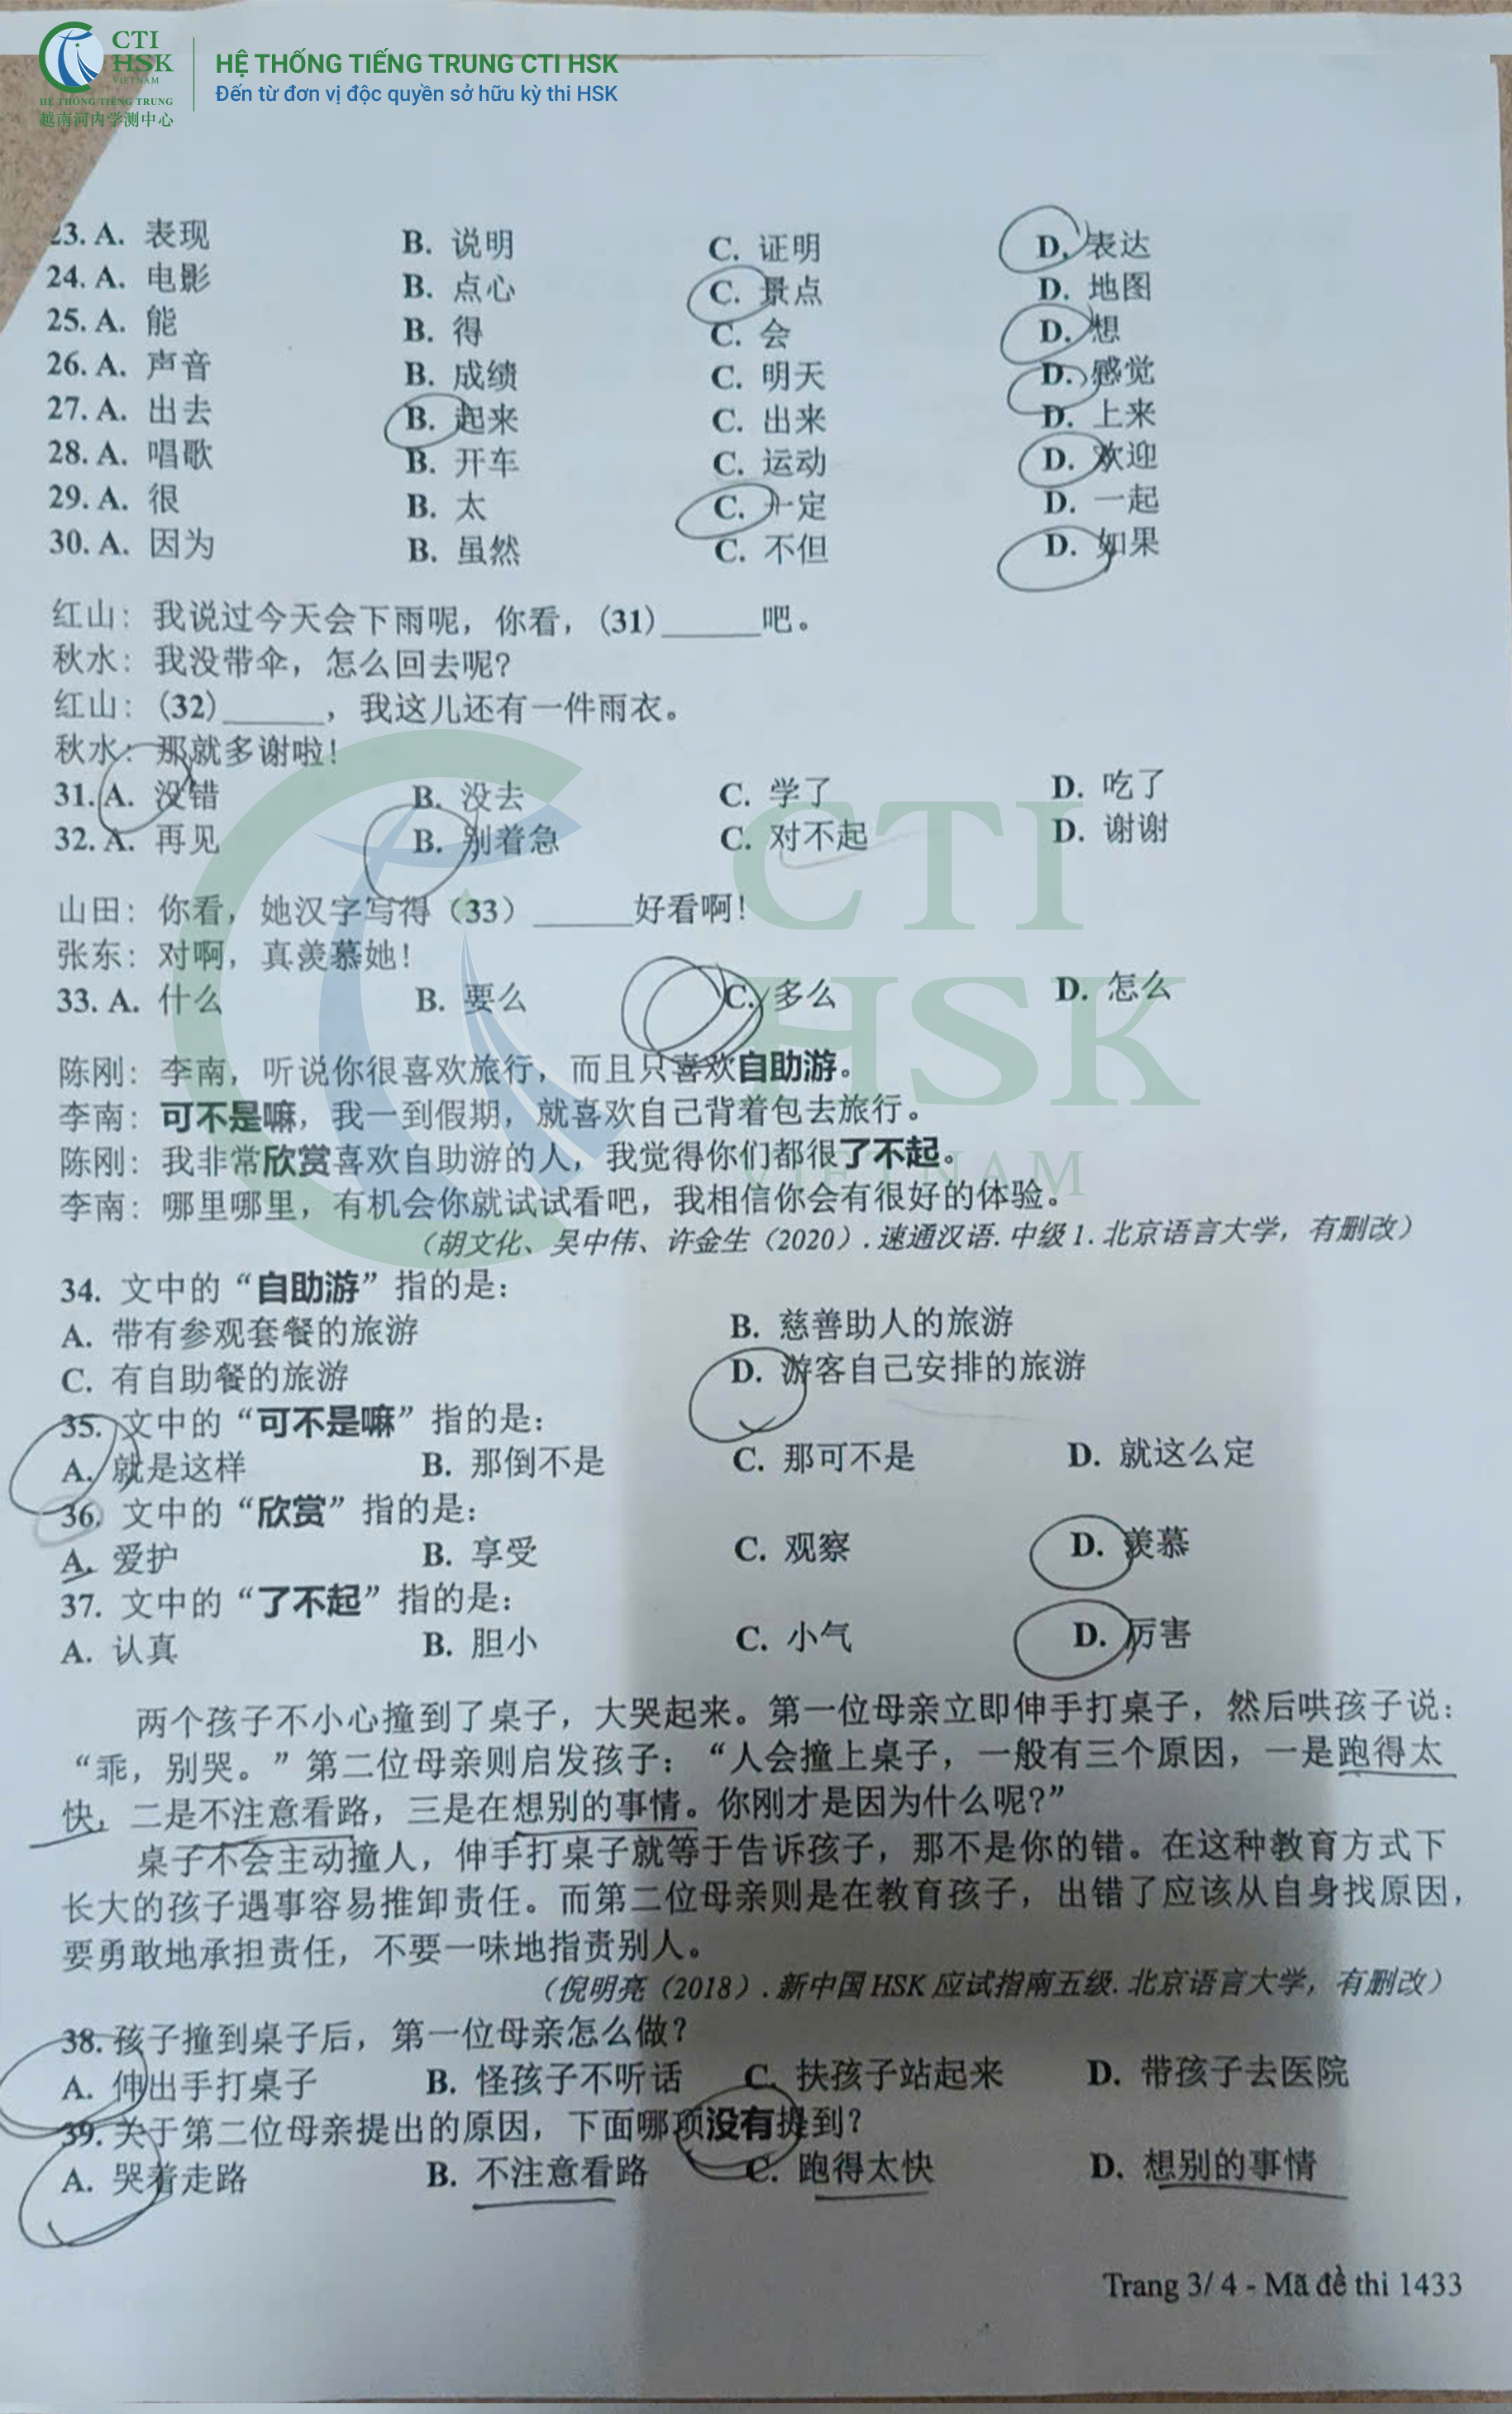 CTI
HSK
VIETNAM
HỆ THỐNG TIẾNG TRUNG
越南河内学测中心
HỆ THỐNG TIẾNG TRUNG CTI HSK
Đến từ đơn vị độc quyền sở hữu kỳ thi HSK
23. A. 表现 B. 说明 C. 证明 D. 表达
24. A. 电影 B. 点心 C. 景点 D. 地图
25. A. 能 B. 得 C. 会 D. 想
26. A. 声音 B. 成绩 C. 明天 D. 感觉
27. A. 出去 B. 起来 C. 出来 D. 上来
28. A. 唱歌 B. 开车 C. 运动 D. 欢迎
29. A. 很 B. 太 C. 一定 D. 一起
30. A. 因为 B. 虽然 C. 不但 D. 如果
红山：我说过今天会下雨呢，你看，(31)______吧。
秋水：我没带伞，怎么回去呢?
红山：(32)______，我这儿还有一件雨衣。
秋水：那就多谢啦!
31. A. 没错 B. 没去 C. 学了 D. 吃了
32. A. 再见 B. 别着急 C. 对不起 D. 谢谢
山田：你看，她汉字写得（33）______好看啊!
张东：对啊，真羡慕她!
33. A. 什么 B. 要么 C. 多么 D. 怎么
陈刚：李南，听说你很喜欢旅行，而且只喜欢自助游。
李南：可不是嘛，我一到假期，就喜欢自己背着包去旅行。
陈刚：我非常欣赏喜欢自助游的人，我觉得你们都很了不起。
李南：哪里哪里，有机会你就试试看吧，我相信你会有很好的体验。
（胡文化、吴中伟、许金生（2020）.速通汉语.中级 1.北京语言大学，有删改）
34. 文中的“自助游”指的是：
A. 带有参观套餐的旅游 B. 慈善助人的旅游
C. 有自助餐的旅游 D. 游客自己安排的旅游
35. 文中的“可不是嘛”指的是：
A. 就是这样 B. 那倒不是 C. 那可不是 D. 就这么定
36. 文中的“欣赏”指的是：
A. 爱护 B. 享受 C. 观察 D. 羡慕
37. 文中的“了不起”指的是：
A. 认真 B. 胆小 C. 小气 D. 厉害
两个孩子不小心撞到了桌子，大哭起来。第一位母亲立即伸手打桌子，然后哄孩子说：
“乖，别哭。”第二位母亲则启发孩子：“人会撞上桌子，一般有三个原因，一是跑得太
快，二是不注意看路，三是在想别的事情。你刚才是因为什么呢?”
桌子不会主动撞人，伸手打桌子就等于告诉孩子，那不是你的错。在这种教育方式下
长大的孩子遇事容易推卸责任。而第二位母亲则是在教育孩子，出错了应该从自身找原因，
要勇敢地承担责任，不要一味地指责别人。
（倪明亮（2018）.新中国 HSK 应试指南五级.北京语言大学，有删改）
38. 孩子撞到桌子后，第一位母亲怎么做?
A. 伸出手打桌子 B. 怪孩子不听话 C. 扶孩子站起来 D. 带孩子去医院
39. 关于第二位母亲提出的原因，下面哪项没有提到?
A. 哭着走路 B. 不注意看路 C. 跑得太快 D. 想别的事情
Trang 3/ 4 - Mã đề thi 1433
CTI
HSK
VIETNAM